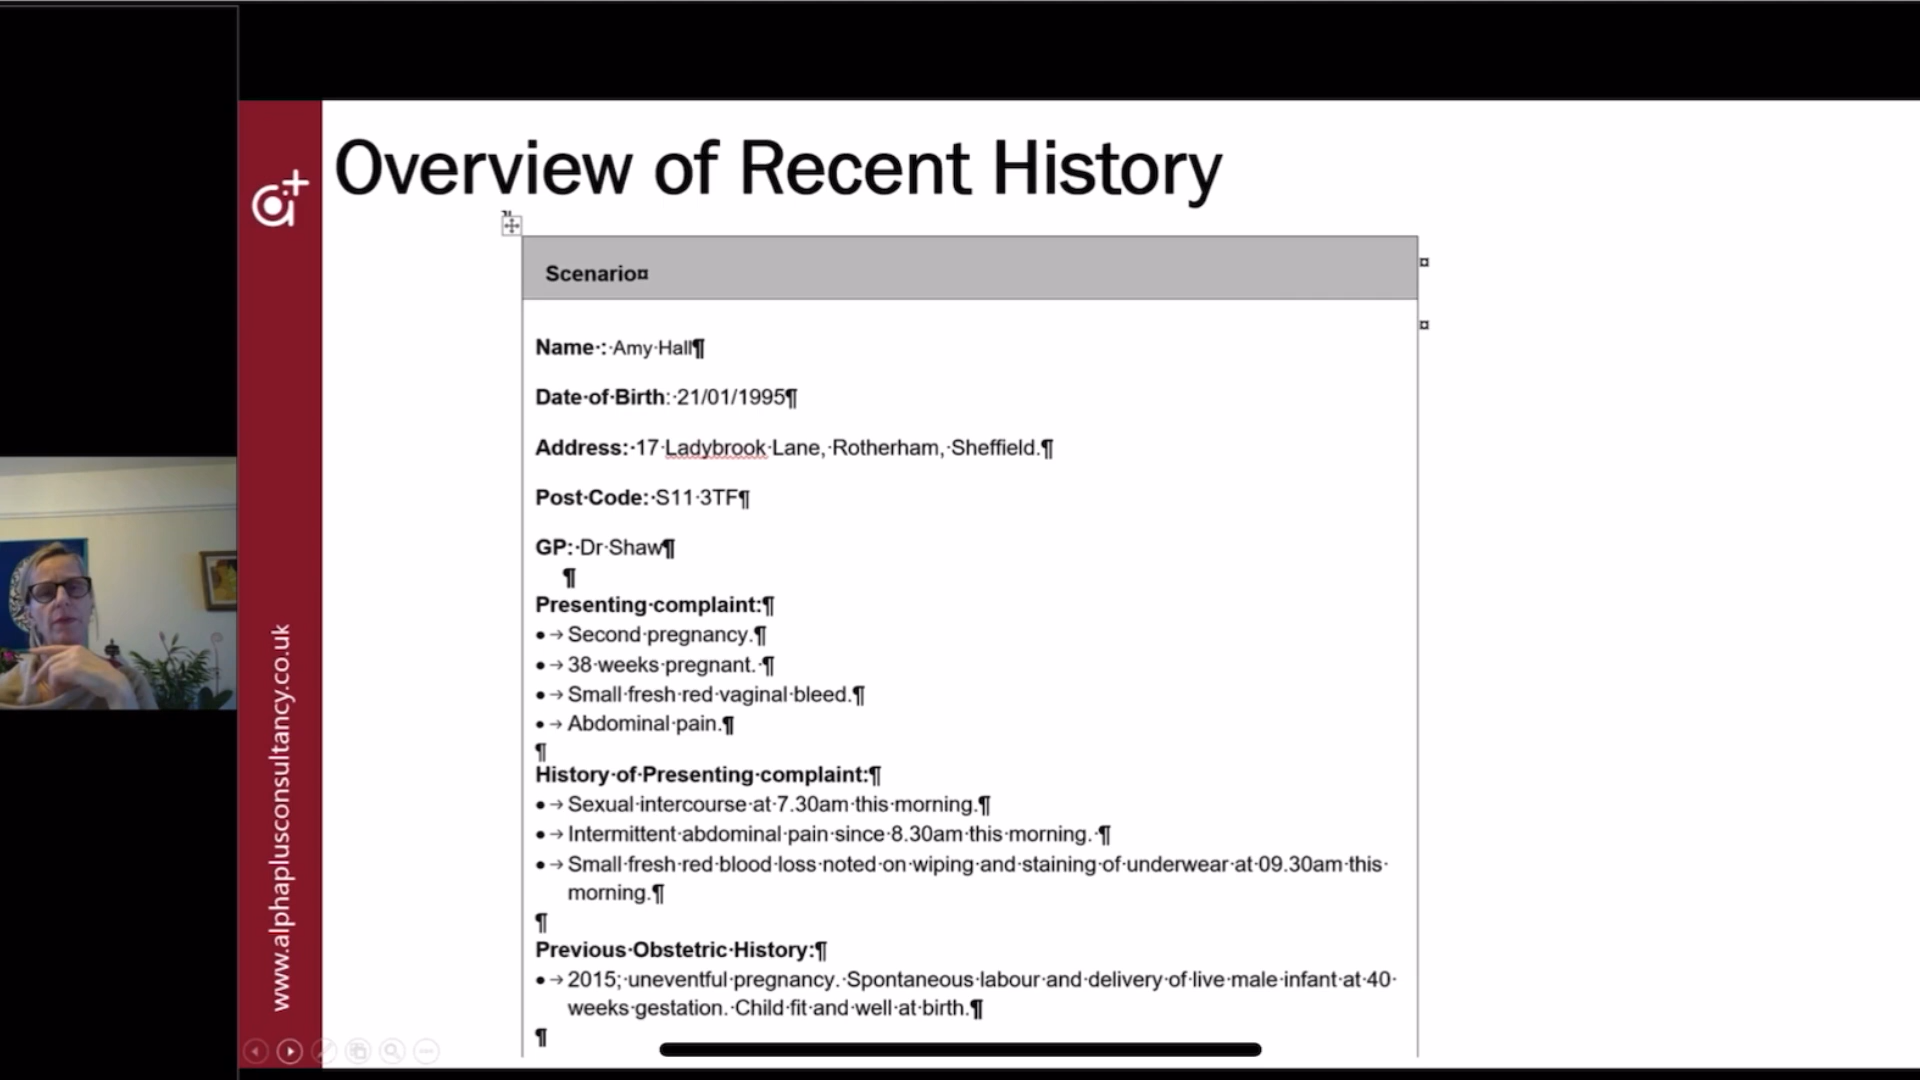 Overview of Recent History
Scenario¤
¤
¤
Name·:·Amy·Hall¶
Date·of·Birth:·21/01/1995¶
Address:·17·Ladybrook·Lane,·Rotherham,·Sheffield.¶
Post·Code:·S11·3TF¶
GP:·Dr·Shaw¶
¶
Presenting·complaint:¶
•→Second·pregnancy.¶
•→38·weeks·pregnant.·¶
•→Small·fresh·red·vaginal·bleed.¶
•→Abdominal·pain.¶
¶
History·of·Presenting·complaint:¶
•→Sexual·intercourse·at·7.30am·this·morning.¶
•→Intermittent·abdominal·pain·since·8.30am·this·morning.·¶
•→Small·fresh·red·blood·loss·noted·on·wiping·and·staining·of·underwear·at·09.30am·this·
morning.¶
¶
Previous·Obstetric·History:¶
•→2015;·uneventful·pregnancy.·Spontaneous·labour·and·delivery·of·live·male·infant·at·40·
weeks·gestation.·Child·fit·and·well·at·birth.¶
¶
www.alphaplusconsultancy.co.uk